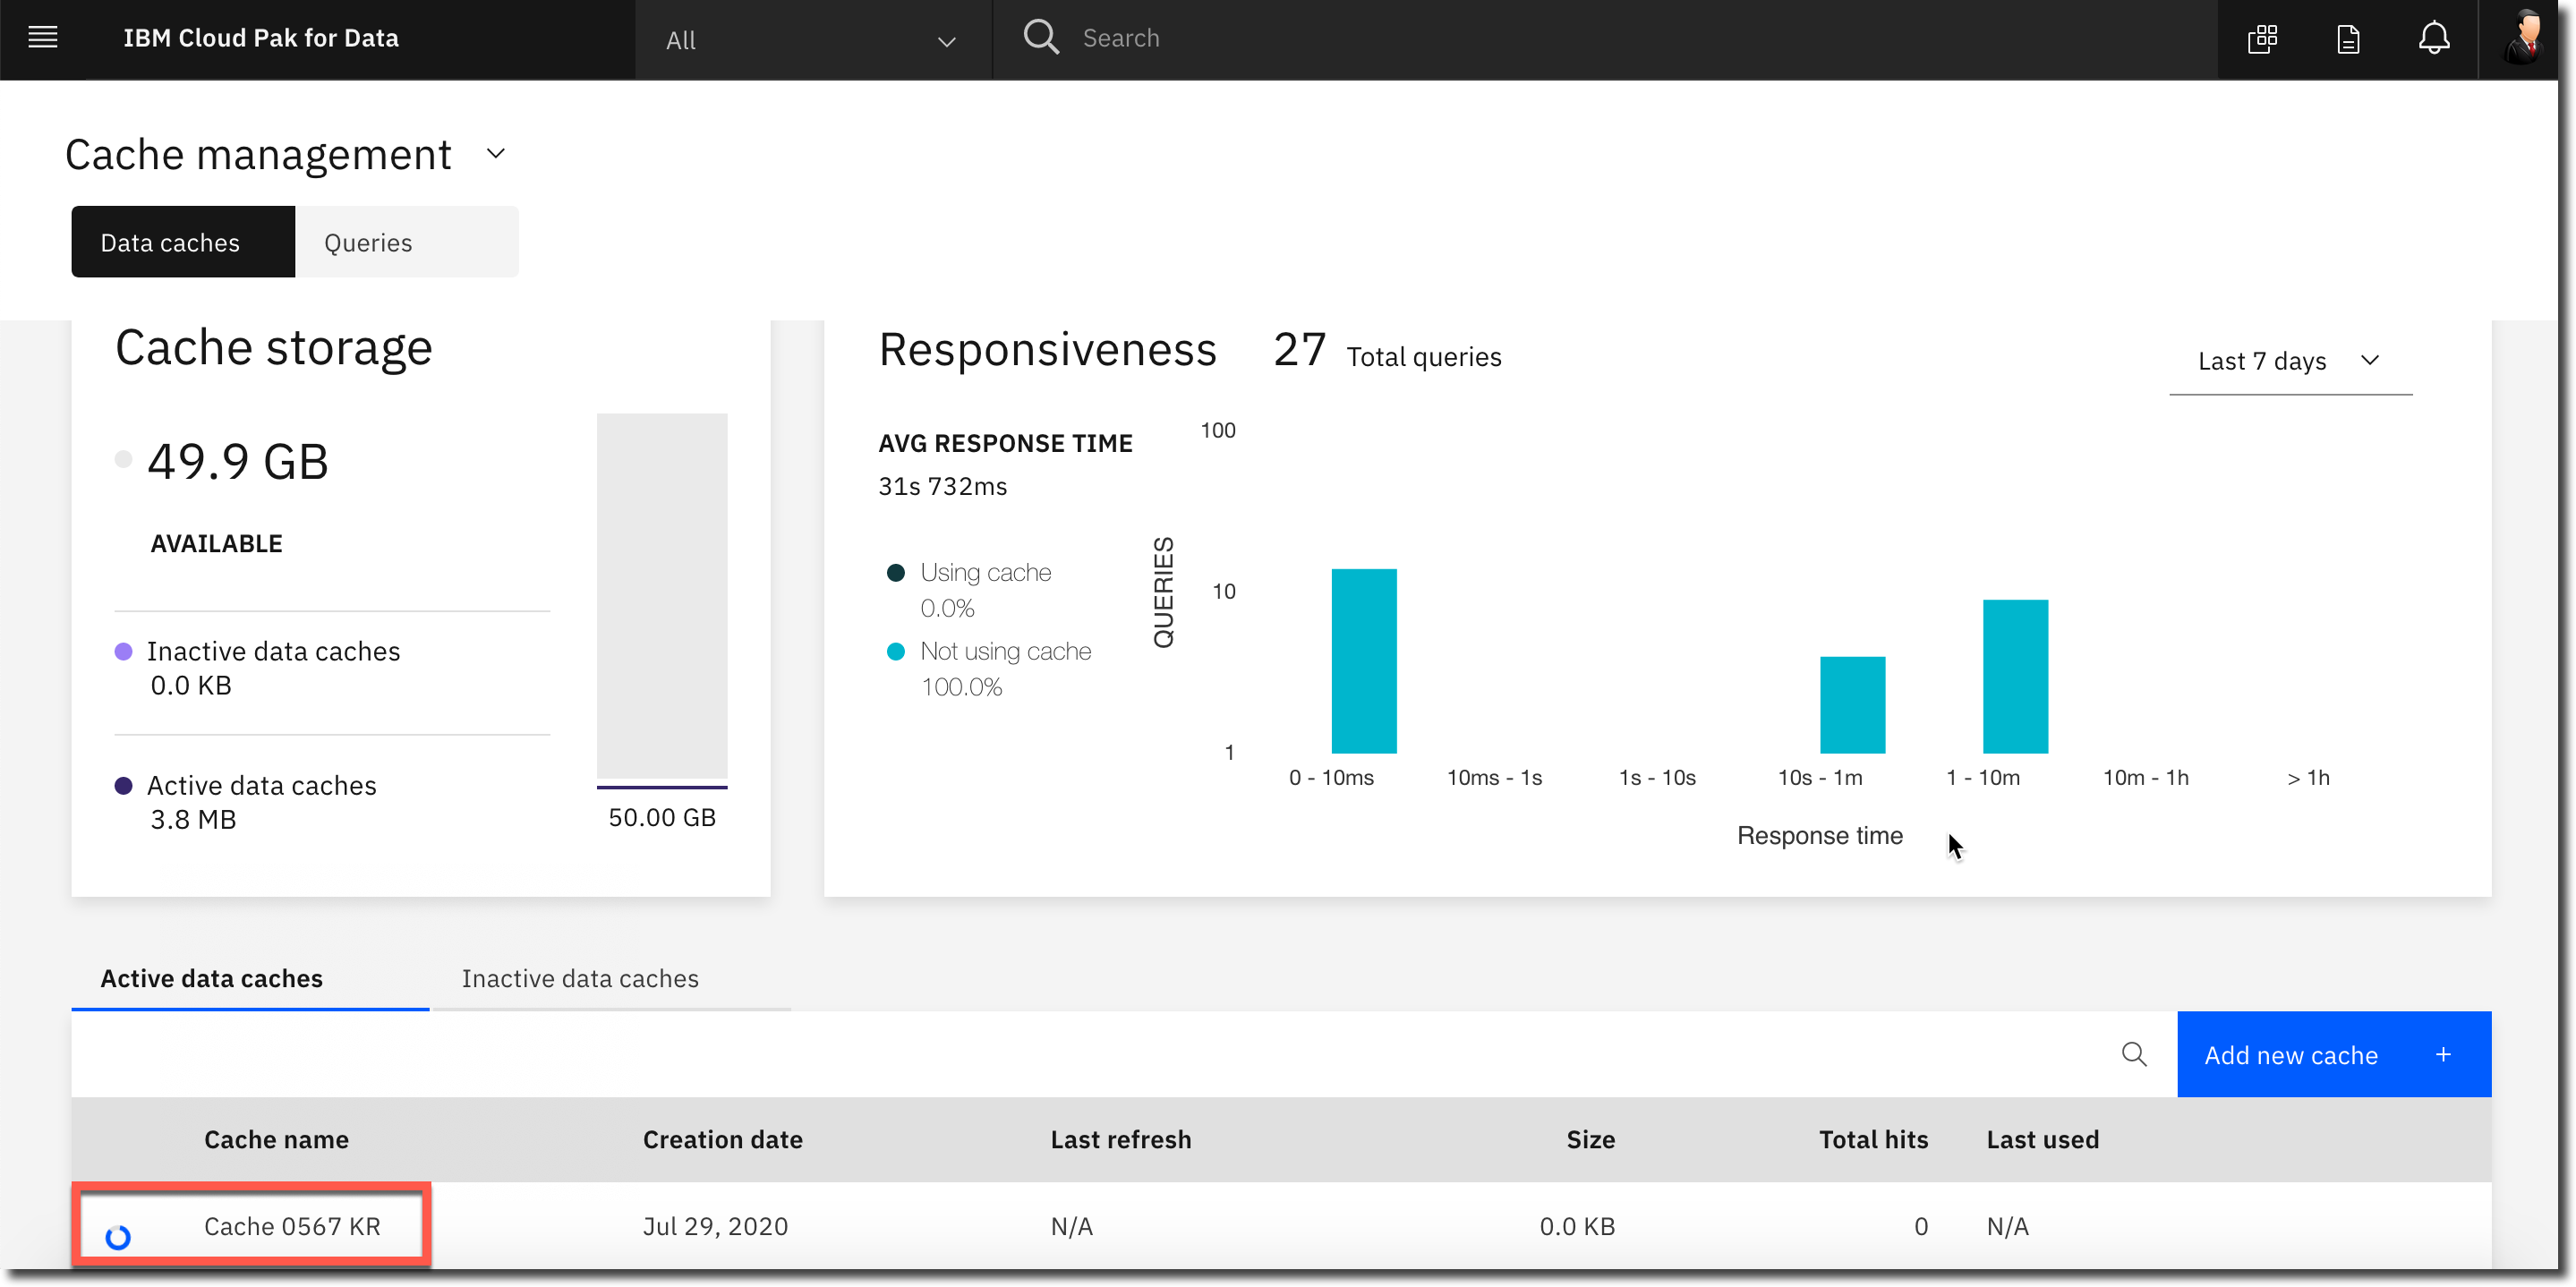 IBM Cloud Pak for Data
All
Search
Cache management
Data caches
Queries
Cache storage
49.9 GB
AVAILABLE
Inactive data caches
0.0 KB
Active data caches
3.8 MB
50.00 GB
Responsiveness 27 Total queries
Last 7 days
AVG RESPONSE TIME
31s 732ms
Using cache
0.0%
Not using cache
100.0%
QUERIES
100
10
1
0 - 10ms 10ms - 1s 1s - 10s 10s - 1m 1 - 10m 10m - 1h > 1h
Response time
Active data caches Inactive data caches
Add new cache +
Cache name Creation date Last refresh Size Total hits Last used
Cache 0567 KR Jul 29, 2020 N/A 0.0 KB 0 N/A